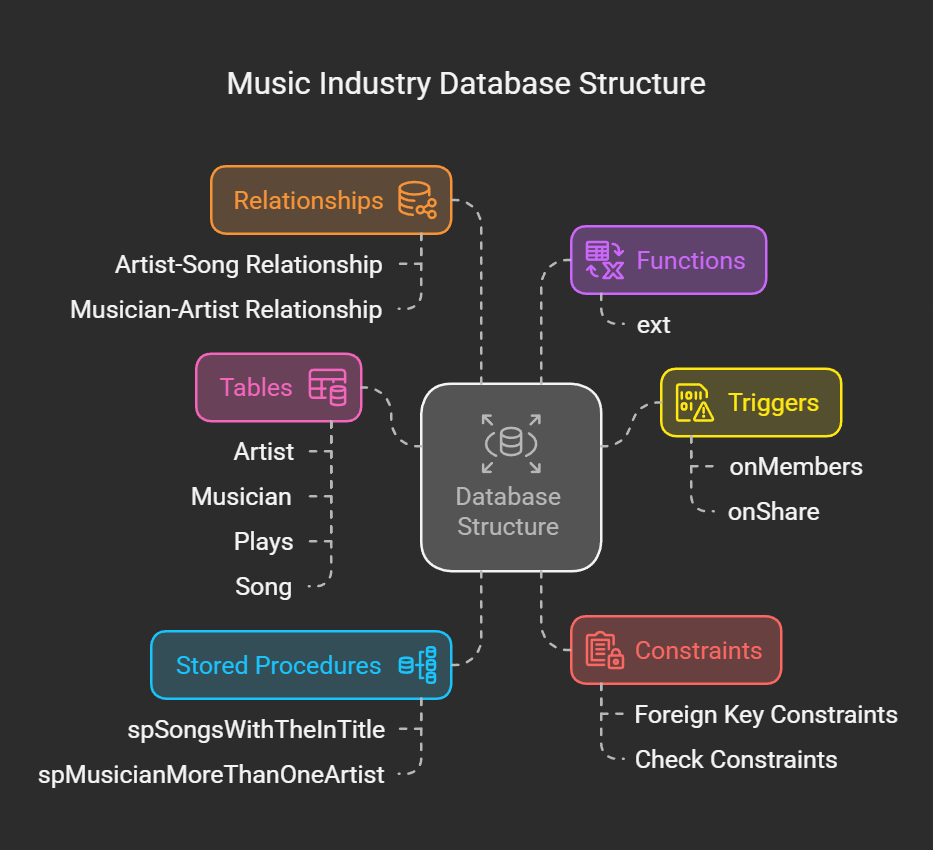 Music Industry Database Structure
Relationships
Artist-Song Relationship
Musician-Artist Relationship
Functions
ext
Tables
Artist
Musician
Plays
Song
Triggers
onMembers
onShare
Database
Structure
Stored Procedures
spSongsWithTheInTitle
spMusicianMoreThanOneArtist
Constraints
Foreign Key Constraints
Check Constraints